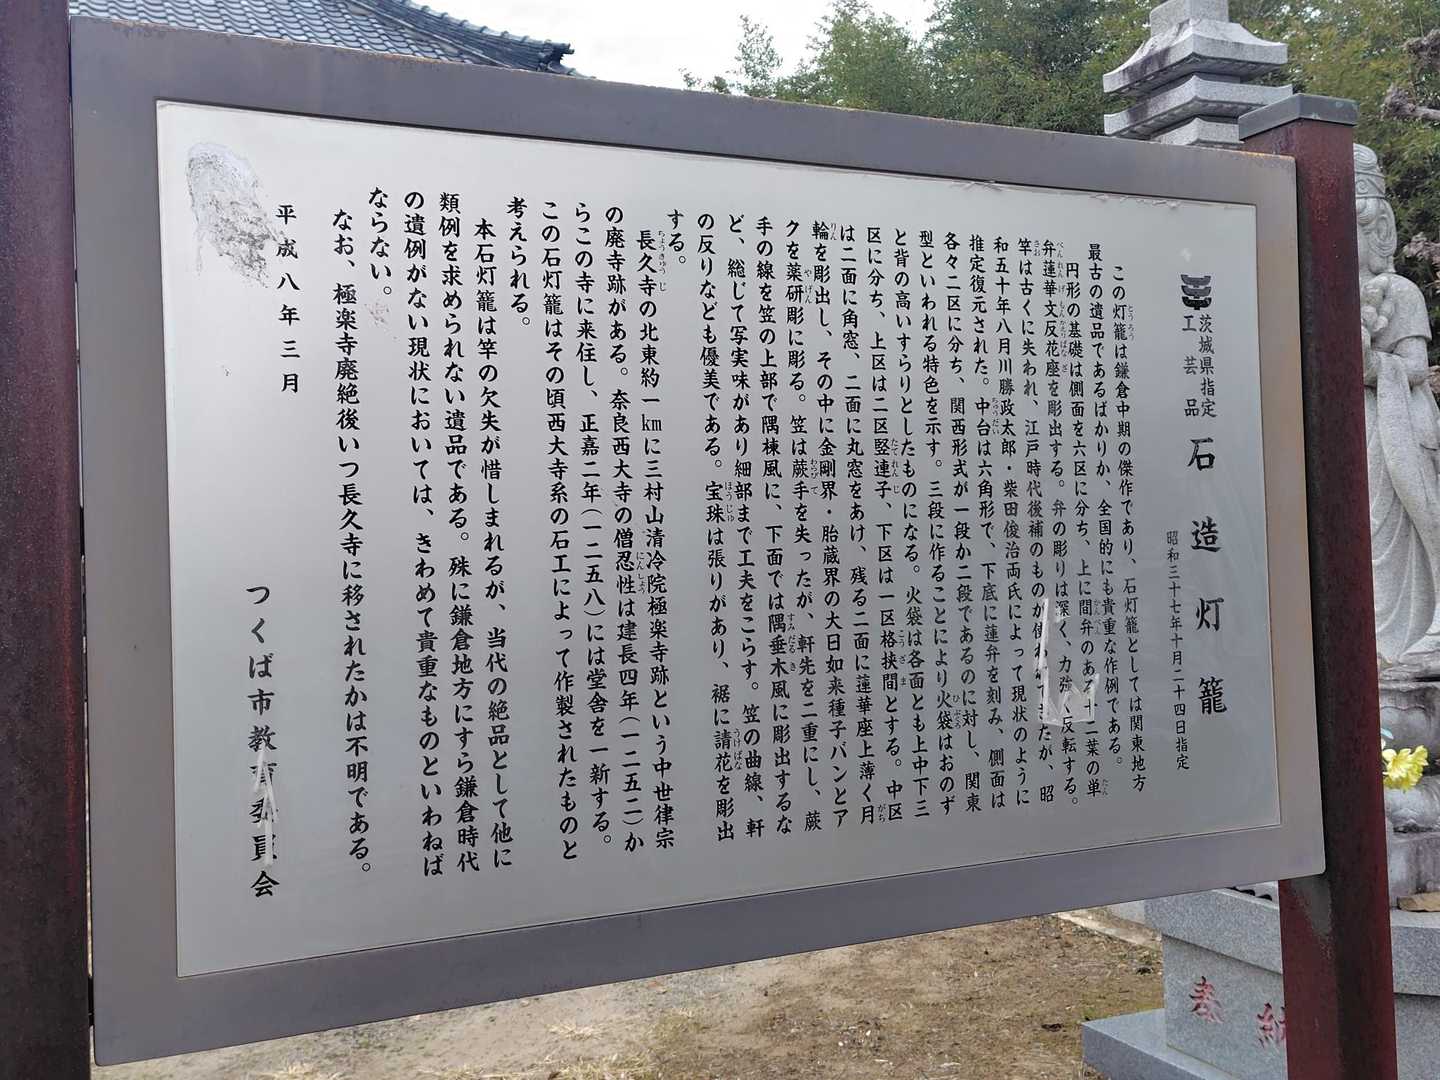 茨城県指定
工芸品
石造灯籠
昭和三十七年十月二十四日指定
この灯籠は鎌倉中期の傑作であり、石灯籠としては関東地方
最古の遺品であるばかりか、全国的にも貴重な作例である。
円形の基礎は側面を六区に分ち、上に間弁のある十一葉の単
弁蓮華文反花座を彫出する。弁の彫りは深く、力強く反転する。
竿は古くに失われ、江戸時代後補のものが使われてきたが、昭
和五十年八月川勝政太郎・柴田俊治両氏によって現状のように
推定復元された。中台は六角形で、下底に蓮弁を刻み、側面は
各々二区に分ち、関西形式が一段か二段であるのに対し、関東
型といわれる特色を示す。三段に作ることにより火袋はおのず
と背の高いすらりとしたものになる。火袋は各面とも上中下三
区に分ち、上区は二区竪連子、下区は一区格狭間とする。中区
は二面に角窓、二面に丸窓をあけ、残る二面に蓮華座上薄く月
輪を彫出し、その中に金剛界・胎蔵界の大日如来種子バンとア
クを薬研彫に彫る。笠は蕨手を失ったが、軒先を二重にし、蕨
手の線を笠の上部で隅棟風に、下面では隅垂木風に彫出するな
ど、総じて写実味があり細部まで工夫をこらす。笠の曲線、軒
の反りなども優美である。宝珠は張りがあり、裾に請花を彫出
する。
長久寺の北東約一kmに三村山清冷院極楽寺跡という中世律宗
の廃寺跡がある。奈良西大寺の僧忍性は建長四年（一二五二）か
らこの寺に来住し、正嘉二年（一二五八）には堂舎を一新する。
この石灯籠はその頃西大寺系の石工によって作製されたものと
考えられる。
本石灯籠は竿の欠失が惜しまれるが、当代の絶品として他に
類例を求められない遺品である。殊に鎌倉地方にすら鎌倉時代
の遺例がない現状においては、きわめて貴重なものといわねば
ならない。
なお、極楽寺廃絶後いつ長久寺に移されたかは不明である。
平成八年三月
つくば市教育委員会
奉納